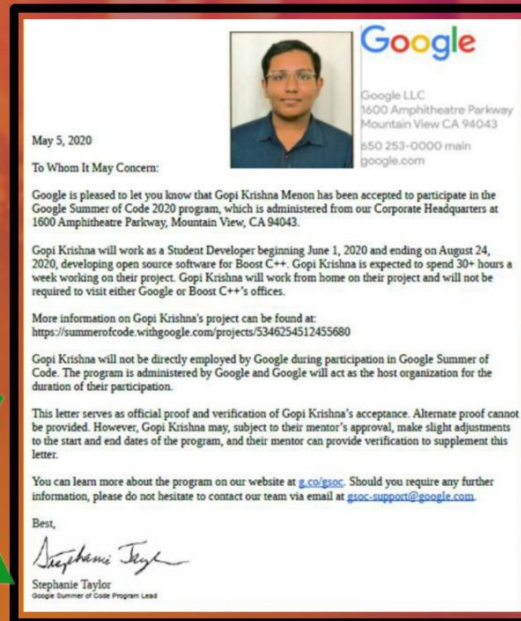 Google
Google LLC
1600 Amphitheatre Parkway
Mountain View CA 94043
650 253-0000 main
google.com
May 5, 2020
To Whom It May Concern:
Google is pleased to let you know that Gopi Krishna Menon has been accepted to participate in the
Google Summer of Code 2020 program, which is administered from our Corporate Headquarters at
1600 Amphitheatre Parkway, Mountain View, CA 94043.
Gopi Krishna will work as a Student Developer beginning June 1, 2020 and ending on August 24,
2020, developing open source software for Boost C++. Gopi Krishna is expected to spend 30+ hours a
week working on their project. Gopi Krishna will work from home on their project and will not be
required to visit either Google or Boost C++'s offices.
More information on Gopi Krishna's project can be found at:
https://summerofcode.withgoogle.com/projects/5346254512455680
Gopi Krishna will not be directly employed by Google during participation in Google Summer of
Code. The program is administered by Google and Google will act as the host organization for the
duration of their participation.
This letter serves as official proof and verification of Gopi Krishna's acceptance. Alternate proof cannot
be provided. However, Gopi Krishna may, subject to their mentor's approval, make slight adjustments
to the start and end dates of the program, and their mentor can provide verification to supplement this
letter.
You can learn more about the program on our website at g.co/gsoc. Should you require any further
information, please do not hesitate to contact our team via email at gsoc-support@google.com.
Best,
Stephanie Taylor
Stephanie Taylor
Google Summer of Code Program Lead